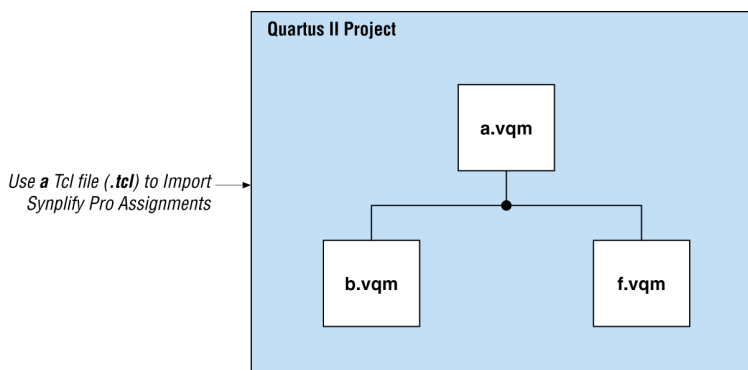 Quartus II Project
a.vqm
Use a Tcl file (.tcl) to Import
Synplify Pro Assignments
b.vqm
f.vqm